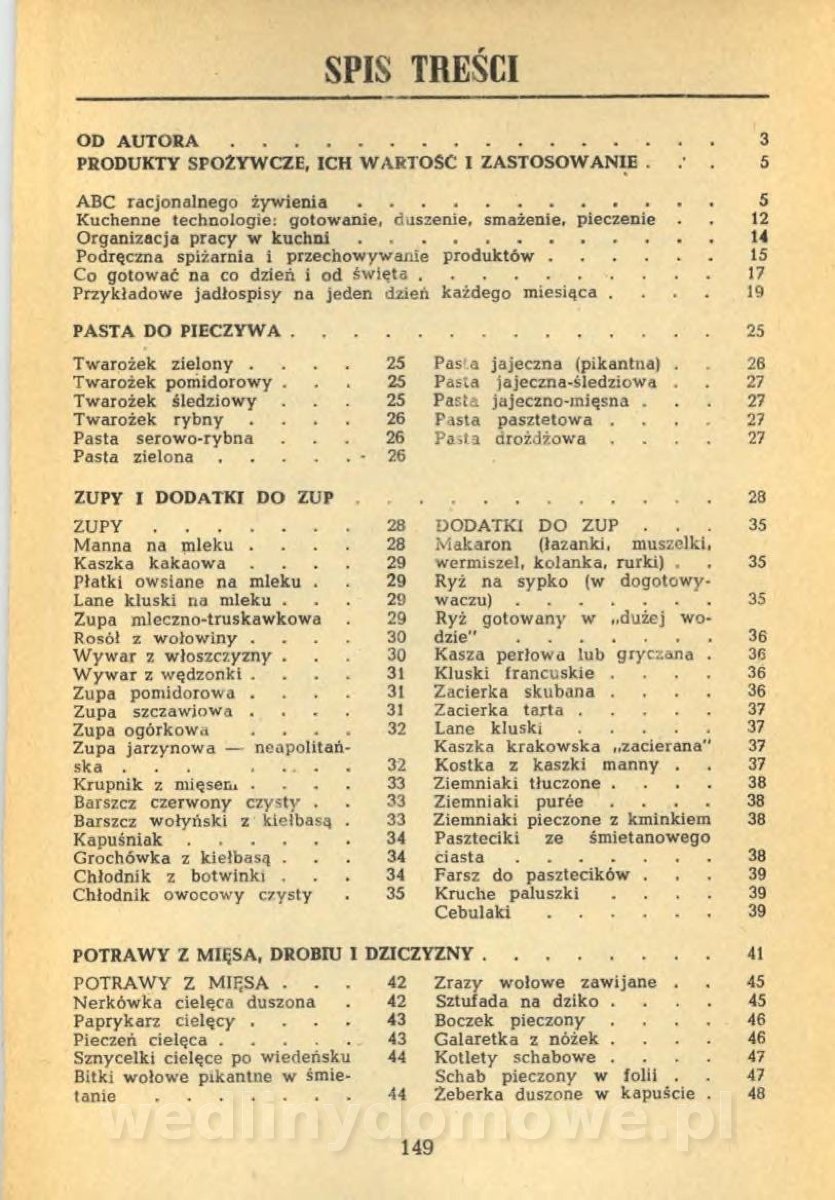 SPIS TREŚCI
OD AUTORA . . . . . . . . . . . . . . . . 3
PRODUKTY SPOŻYWCZE, ICH WARTOŚĆ I ZASTOSOWANIE . . . 5
ABC racjonalnego żywienia . . . . . . . . . . . . 5
Kuchenne technologie: gotowanie, duszenie, smażenie, pieczenie . . 12
Organizacja pracy w kuchni . . . . . . . . . . . . 14
Podręczna spiżarnia i przechowywanie produktów . . . . . . 15
Co gotować na co dzień i od święta . . . . . . . . . . 17
Przykładowe jadłospisy na jeden dzień każdego miesiąca . . . . 19
PASTA DO PIECZYWA . . . . . . . . . . . . . . 25
Twarożek zielony . . . . 25
Twarożek pomidorowy . . . 25
Twarożek śledziowy . . . 25
Twarożek rybny . . . . 26
Pasta serowo-rybna . . . 26
Pasta zielona . . . . . 26
Pasta jajeczna (pikantna) . . 26
Pasta jajeczna-śledziowa . . 27
Pasta jajeczno-mięsna . . . 27
Pasta pasztetowa . . . . 27
Pasta drożdżowa . . . . 27
ZUPY I DODATKI DO ZUP . . . . . . . . . . . . 28
ZUPY . . . . . . . 28
Manna na mleku . . . . 28
Kaszka kakaowa . . . . 29
Płatki owsiane na mleku . . 29
Lane kluski na mleku . . . 29
Zupa mleczno-truskawkowa . 29
Rosół z wołowiny . . . . 30
Wywar z włoszczyzny . . . 30
Wywar z wędzonki . . . . 31
Zupa pomidorowa . . . . 31
Zupa szczawiowa . . . . 31
Zupa ogórkowa . . . . 32
Zupa jarzynowa — neapolitań-
ska . . . . . . . 32
Krupnik z mięsem . . . . 33
Barszcz czerwony czysty . . 33
Barszcz wołyński z kiełbasą . 33
Kapuśniak . . . . . . 34
Grochówka z kiełbasą . . . 34
Chłodnik z botwinki . . . 34
Chłodnik owocowy czysty . 35
DODATKI DO ZUP . . . 35
Makaron (łazanki, muszelki,
wermiszel, kolanka, rurki) . . 35
Ryż na sypko (w dogotowy-
waczu) . . . . . . . 35
Ryż gotowany w „dużej wo-
dzie" . . . . . . . 36
Kasza perłowa lub gryczana . 36
Kluski francuskie . . . . 36
Zacierka skubana . . . . 36
Zacierka tarta . . . . . 37
Lane kluski . . . . . 37
Kaszka krakowska „zacierana" 37
Kostka z kaszki manny . . 37
Ziemniaki tłuczone . . . . 38
Ziemniaki purée . . . . 38
Ziemniaki pieczone z kminkiem 38
Paszteciki ze śmietanowego
ciasta . . . . . . . 38
Farsz do pasztecików . . . 39
Kruche paluszki . . . . 39
Cebulaki . . . . . . 39
POTRAWY Z MIĘSA, DROBIU I DZICZYZNY . . . . . . . . 41
POTRAWY Z MIĘSA . . . 42
Nerkówka cielęca duszona . 42
Paprykarz cielęcy . . . . 43
Pieczeń cielęca . . . . . 43
Sznycelki cielęce po wiedeńsku 44
Bitki wołowe pikantne w śmie-
tanie . . . . . . . 44
Zrazy wołowe zawijane . . 45
Sztufada na dziko . . . . 45
Boczek pieczony . . . . 46
Galaretka z nóżek . . . . 46
Kotlety schabowe . . . . 47
Schab pieczony w folii . . 47
Żeberka duszone w kapuście . 48
wedlinydomowe.pl
149